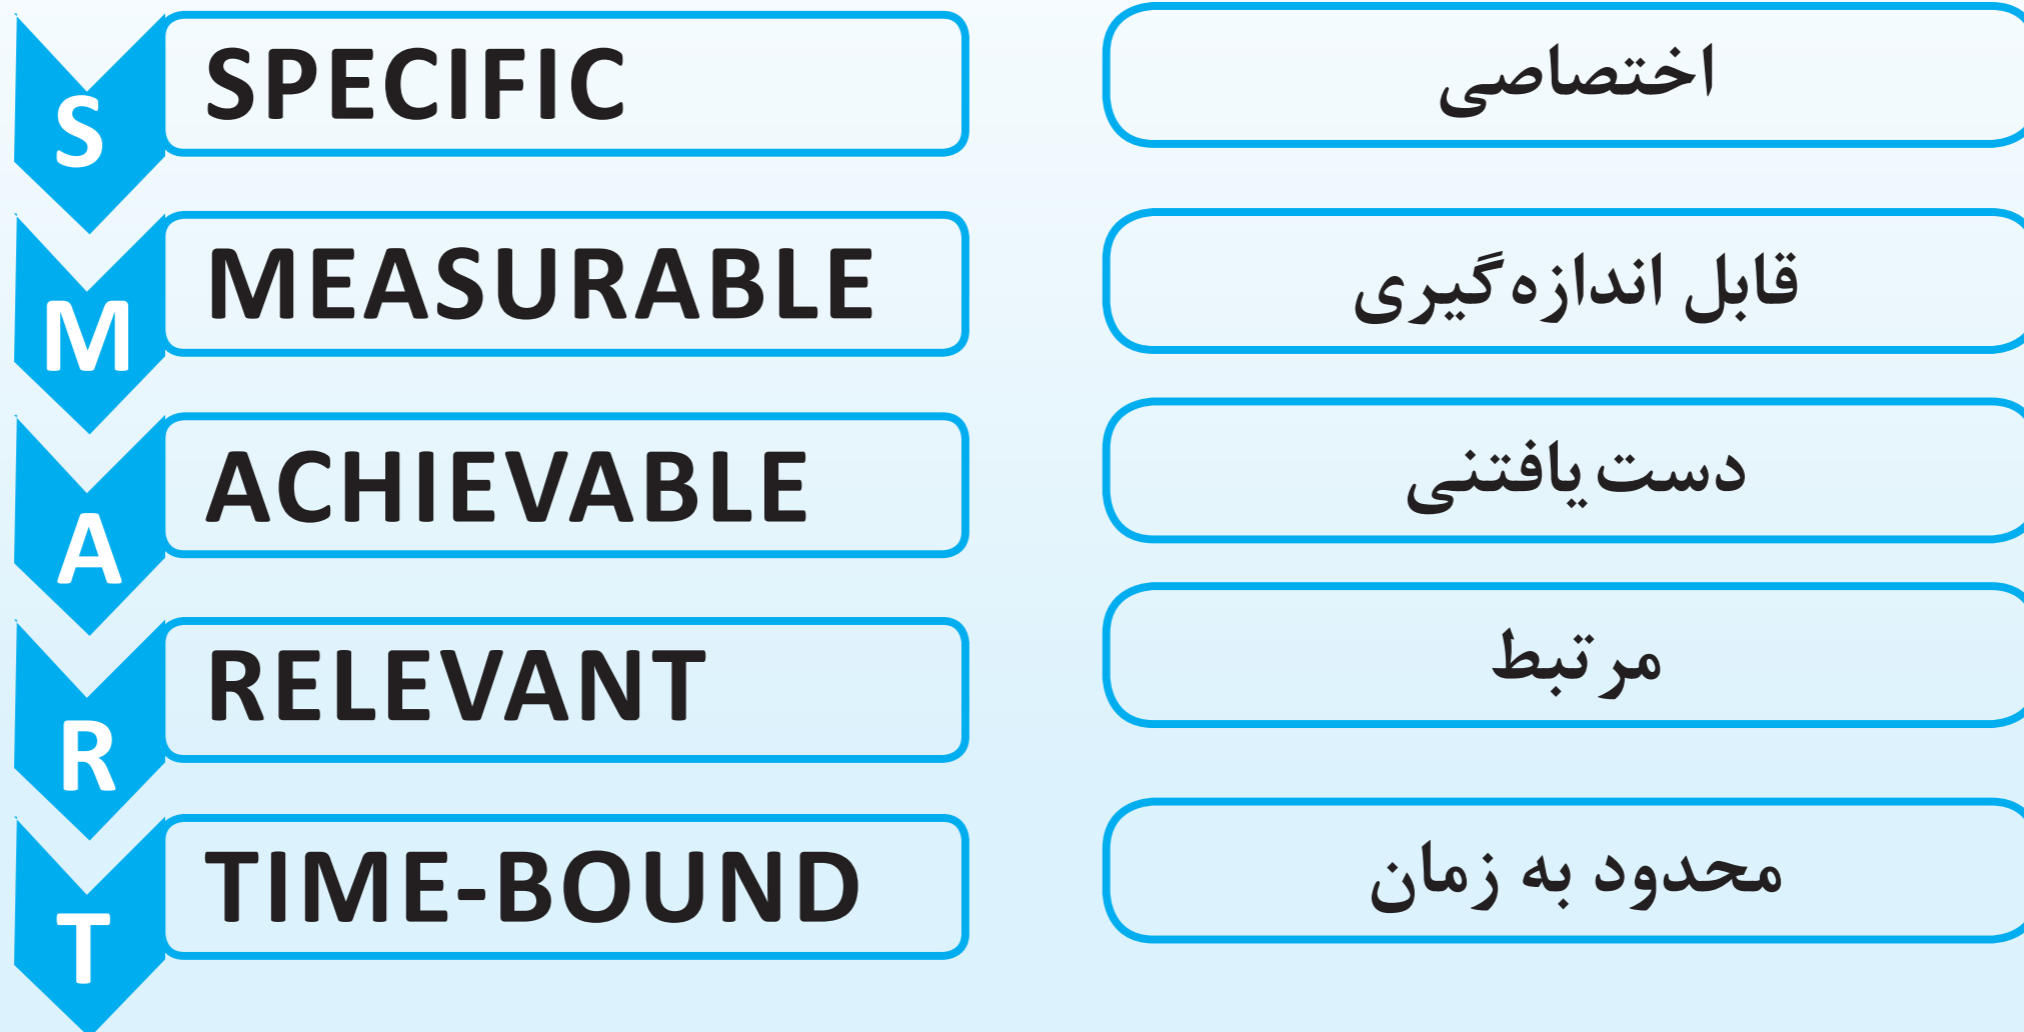 S
SPECIFIC
اختصاصی
M
MEASURABLE
قابل اندازه گیری
A
ACHIEVABLE
دست یافتنی
R
RELEVANT
مرتبط
T
TIME-BOUND
محدود به زمان